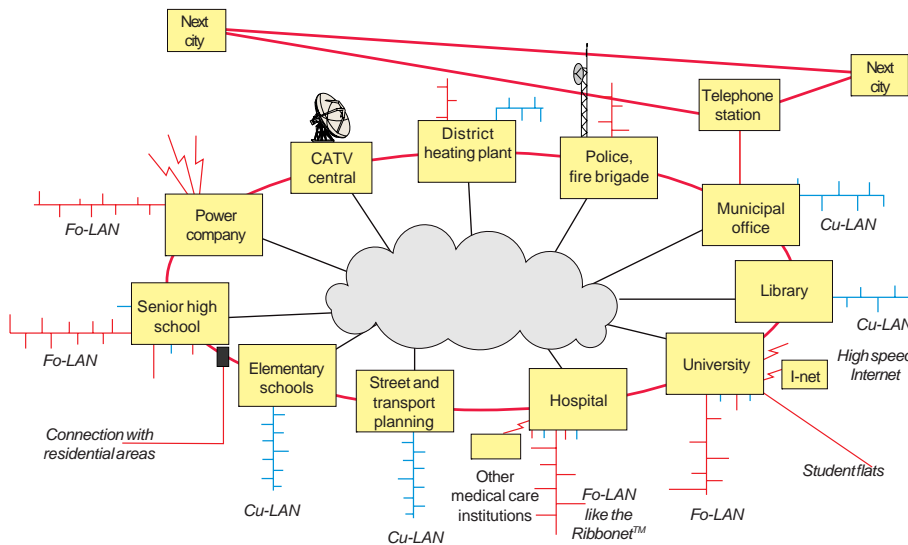 Next
city
Next
city
Telephone
station
District
heating plant
Police,
fire brigade
CATV
central
Fo-LAN
Power
company
Municipal
office
Cu-LAN
Senior high
school
Library
Fo-LAN
Cu-LAN
Elementary
schools
Street and
transport
planning
Hospital
University
High speed
Internet
I-net
Connection with
residential areas
Other
medical care
institutions
Student flats
Cu-LAN
Cu-LAN
Fo-LAN
like the
Ribbonet™
Fo-LAN